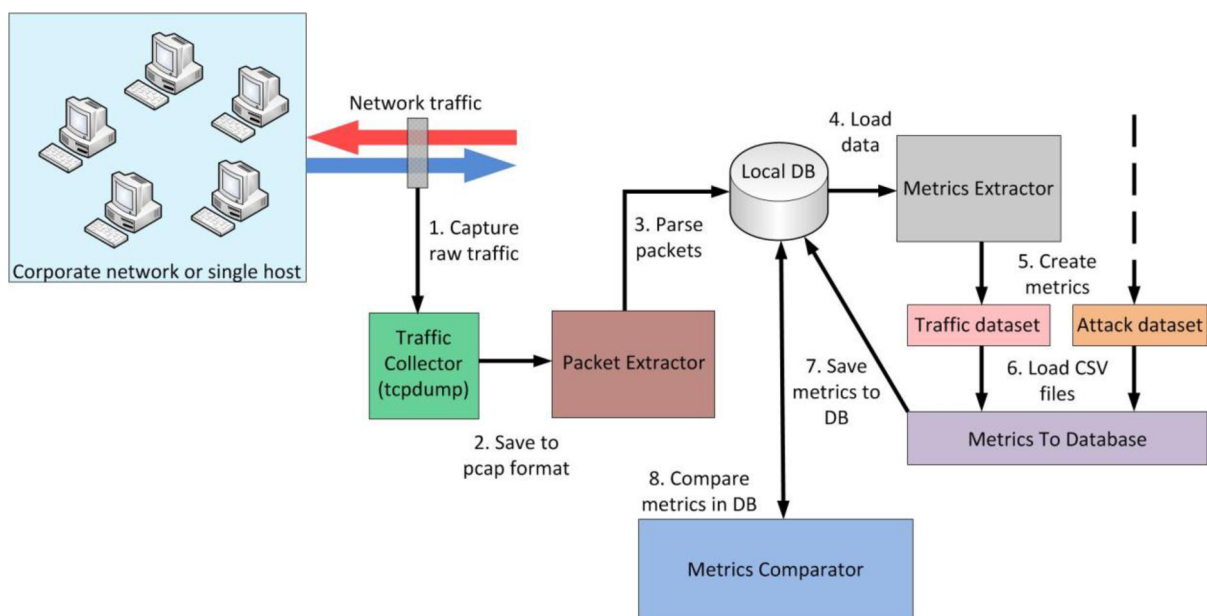 Network traffic
Corporate network or single host
1. Capture
raw traffic
Traffic
Collector
(tcpdump)
2. Save to
pcap format
Packet Extractor
3. Parse
packets
Local DB
4. Load
data
Metrics Extractor
5. Create
metrics
Traffic dataset
Attack dataset
6. Load CSV
files
Metrics To Database
7. Save
metrics to
DB
8. Compare
metrics in DB
Metrics Comparator